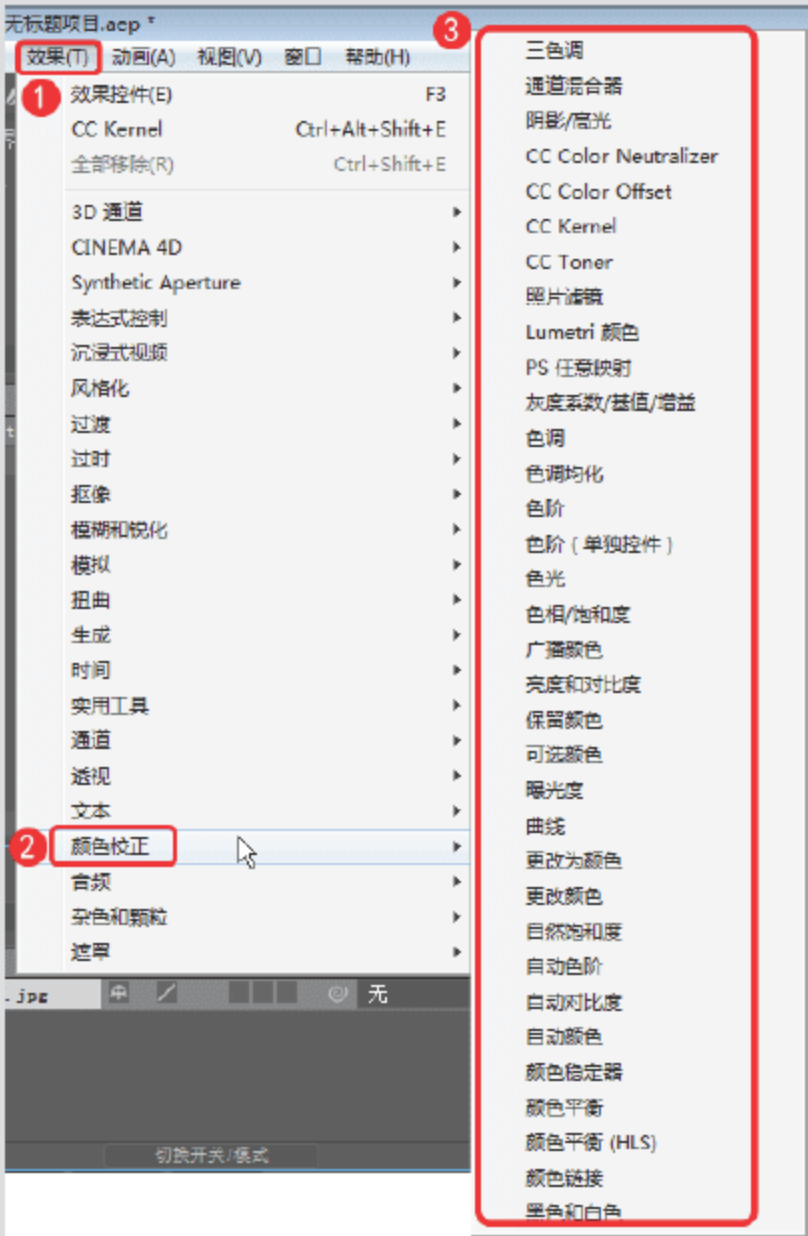 无标题项目.aep *
效果(T) 动画(A) 视图(V) 窗口 帮助(H)
1
效果控件(E) F3
CC Kernel Ctrl+Alt+Shift+E
全部移除(R) Ctrl+Shift+E
3D 通道
CINEMA 4D
Synthetic Aperture
表达式控制
沉浸式视频
风格化
过渡
过时
抠像
模糊和锐化
模拟
扭曲
生成
时间
实用工具
通道
透视
文本
2 颜色校正
音频
杂色和颗粒
遮罩
.jpg 无
切换开关/模式
3
三色调
通道混合器
阴影/高光
CC Color Neutralizer
CC Color Offset
CC Kernel
CC Toner
照片滤镜
Lumetri 颜色
PS 任意映射
灰度系数/基值/增益
色调
色调均化
色阶
色阶 ( 单独控件 )
色光
色相/饱和度
广播颜色
亮度和对比度
保留颜色
可选颜色
曝光度
曲线
更改为颜色
更改颜色
自然饱和度
自动色阶
自动对比度
自动颜色
颜色稳定器
颜色平衡
颜色平衡 (HLS)
颜色链接
黑色和白色